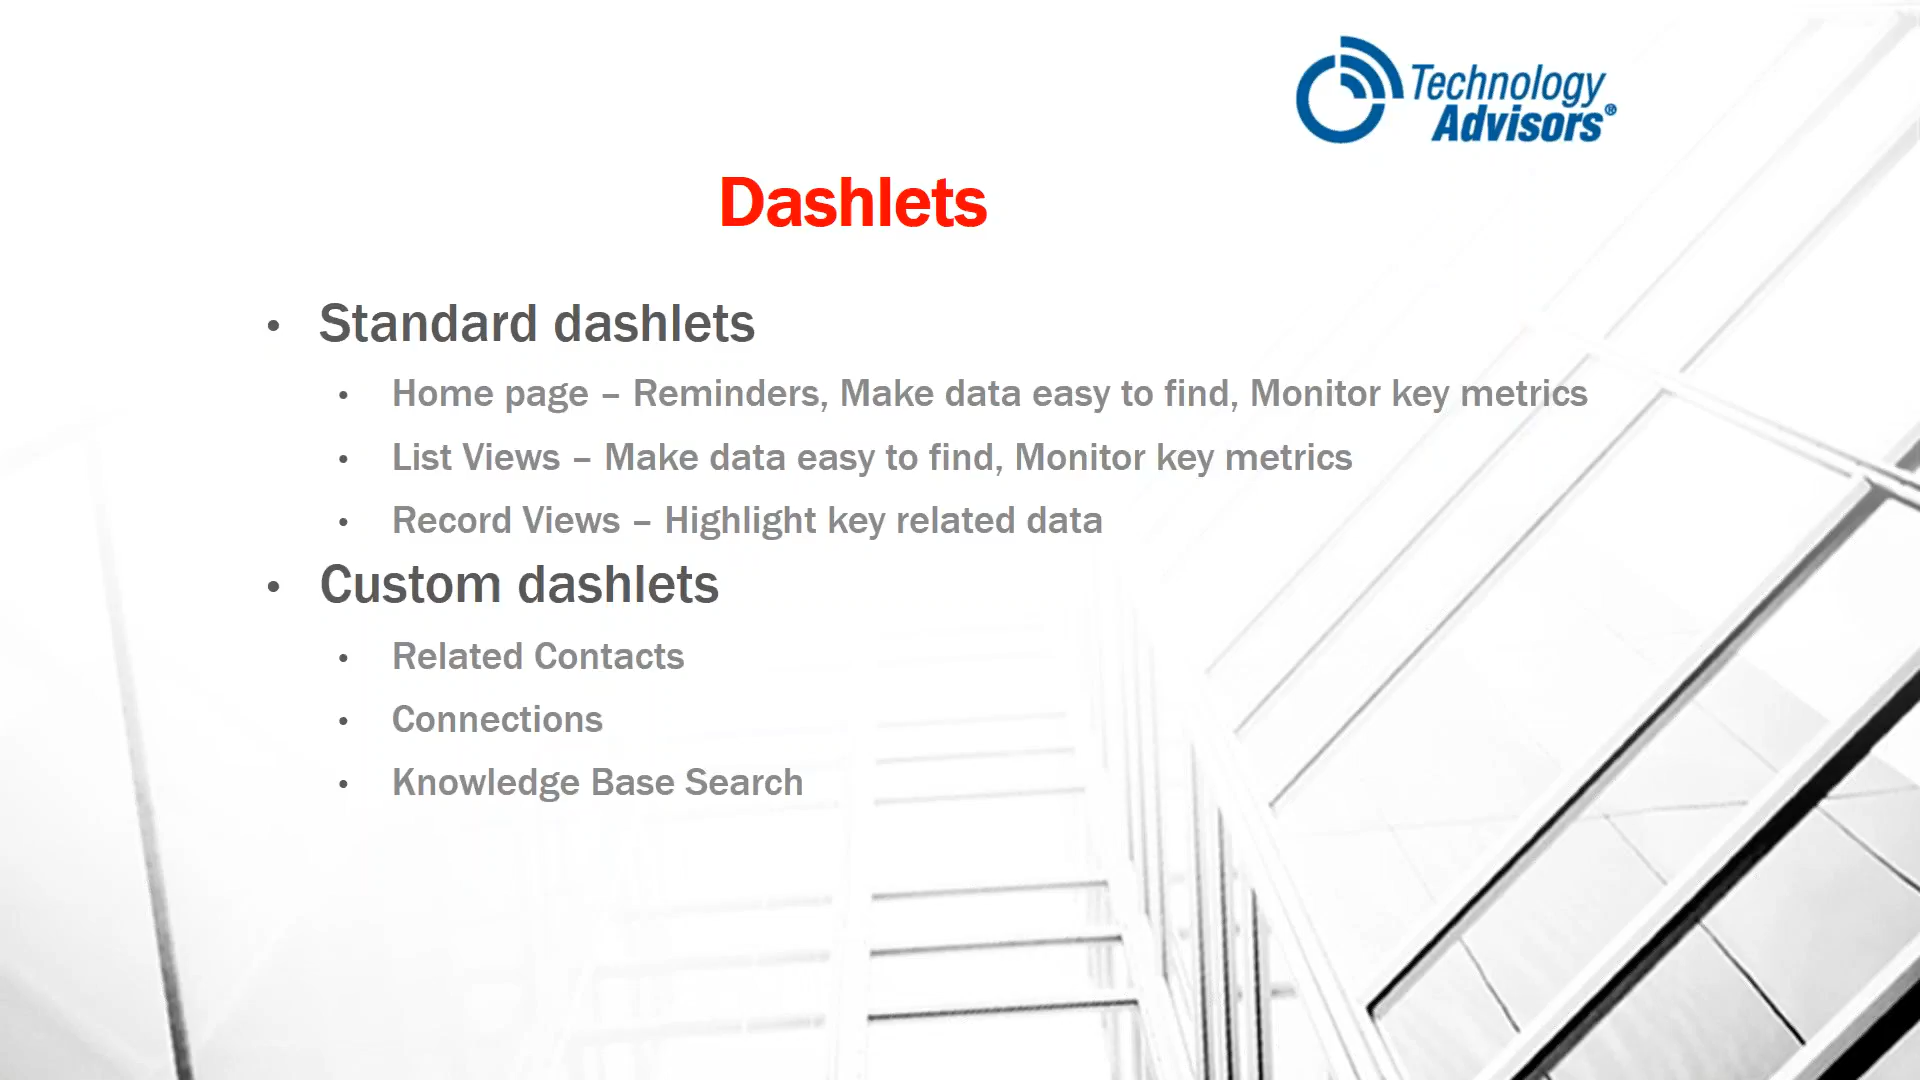 Technology
Advisors®
Dashlets
• Standard dashlets
• Home page – Reminders, Make data easy to find, Monitor key metrics
• List Views – Make data easy to find, Monitor key metrics
• Record Views – Highlight key related data
• Custom dashlets
• Related Contacts
• Connections
• Knowledge Base Search